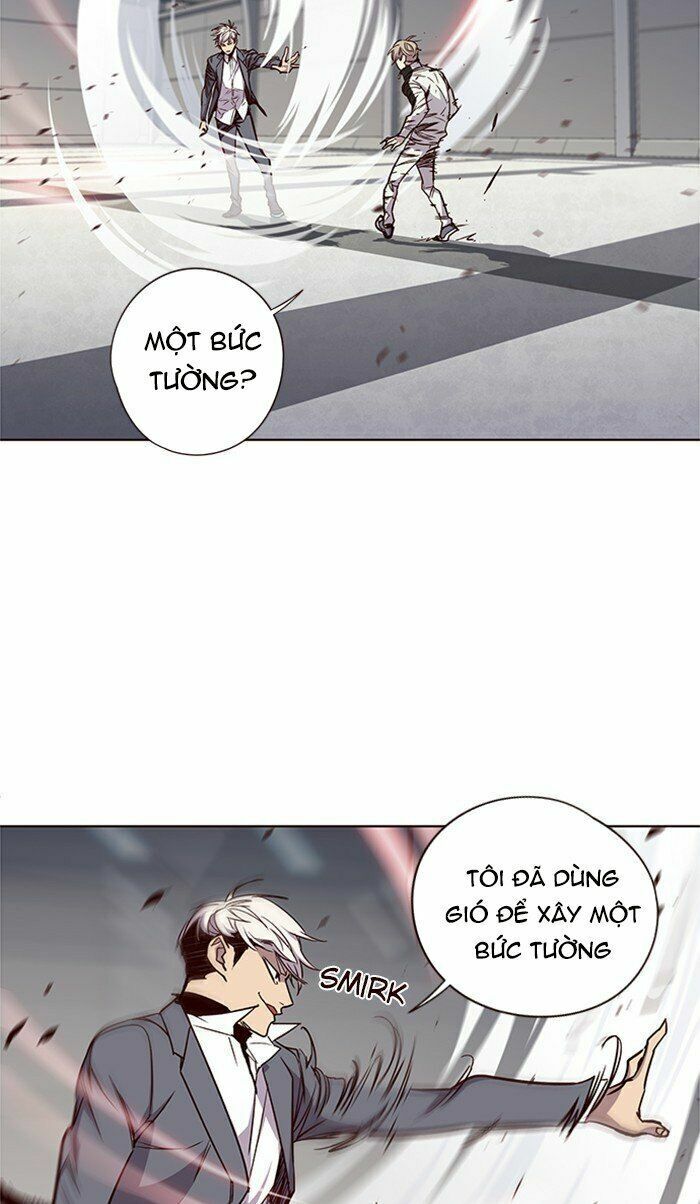 MỘT BỨC
TƯỜNG?
TÔI ĐÃ DÙNG
GIÓ ĐỂ XÂY MỘT
BỨC TƯỜNG
SMIRK